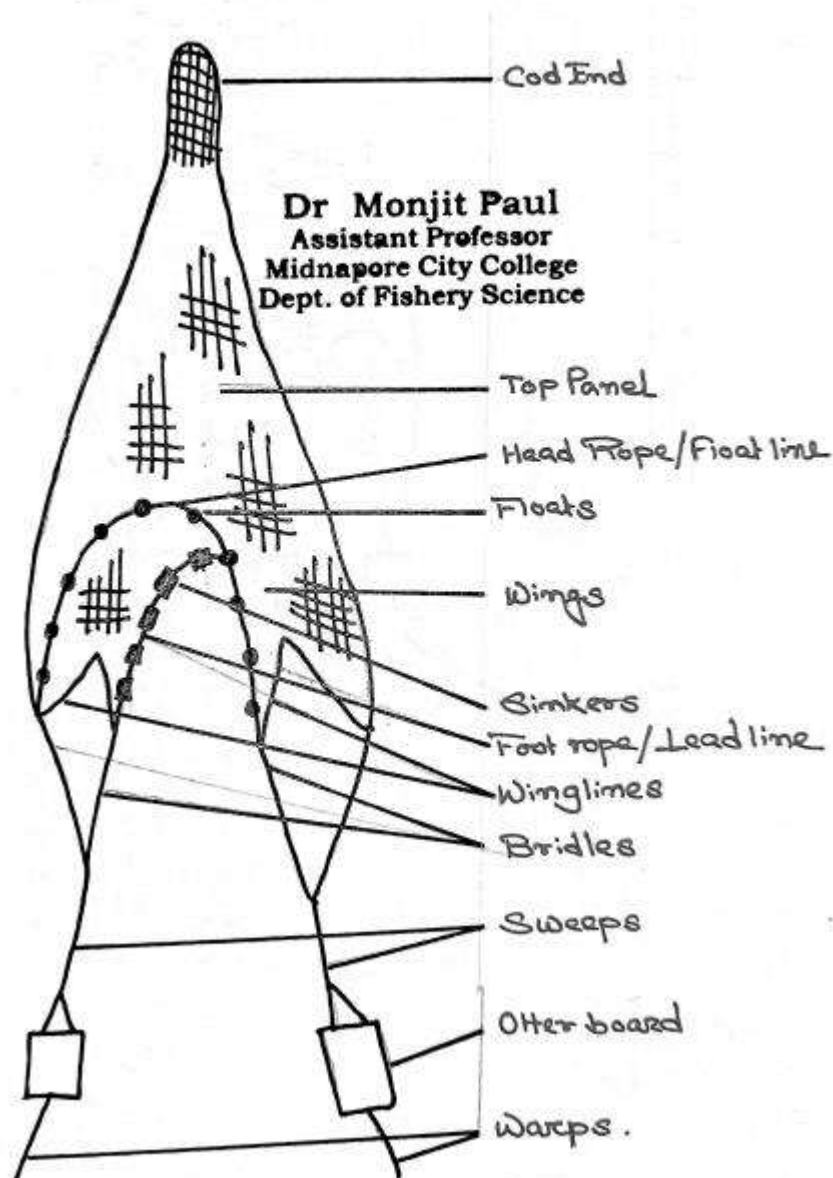 Cod End
Dr Monjit Paul
Assistant Professor
Midnapore City College
Dept. of Fishery Science
Top Panel
Head Rope/Float line
Floats
Wings
Sinkers
Foot rope/Lead line
Winglines
Bridles
Sweeps
Otter board
Warps.